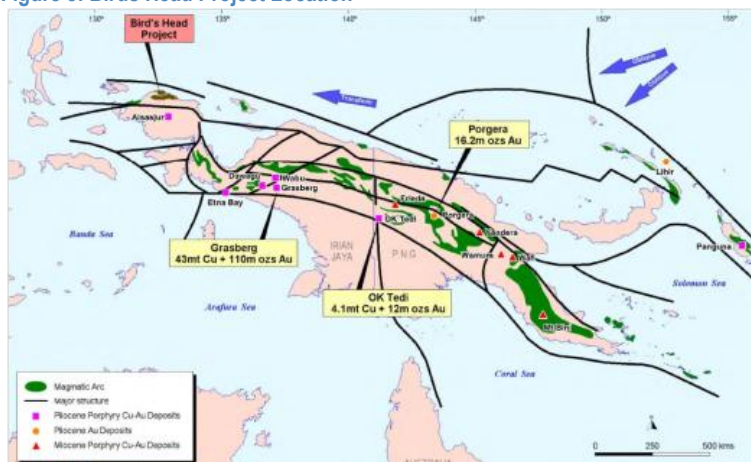 Figure 6: Birds Head Project Location
130°
135°
140°
145°
150°
155°
Bird's Head
Project
Oblique
Transform
Aisasjur
Porgera
16.2m ozs Au
Lihir
Dawagu
Wabu
Grasberg
Etna Bay
Frieda
Porgera
OK Tedi
Yandera
Wamum
Wafi
Panguna
Banda Sea
Grasberg
43mt Cu + 110m ozs Au
IRIAN
JAYA
P.N.G
Solomon Sea
OK Tedi
4.1mt Cu + 12m ozs Au
Arafura Sea
Mt Bini
Coral Sea
Magmatic Arc
Major structure
Pliocene Porphyry Cu-Au Deposits
Pliocene Au Deposits
Miocene Porphyry Cu-Au Deposits
0 250 500 kms
AUSTRALIA